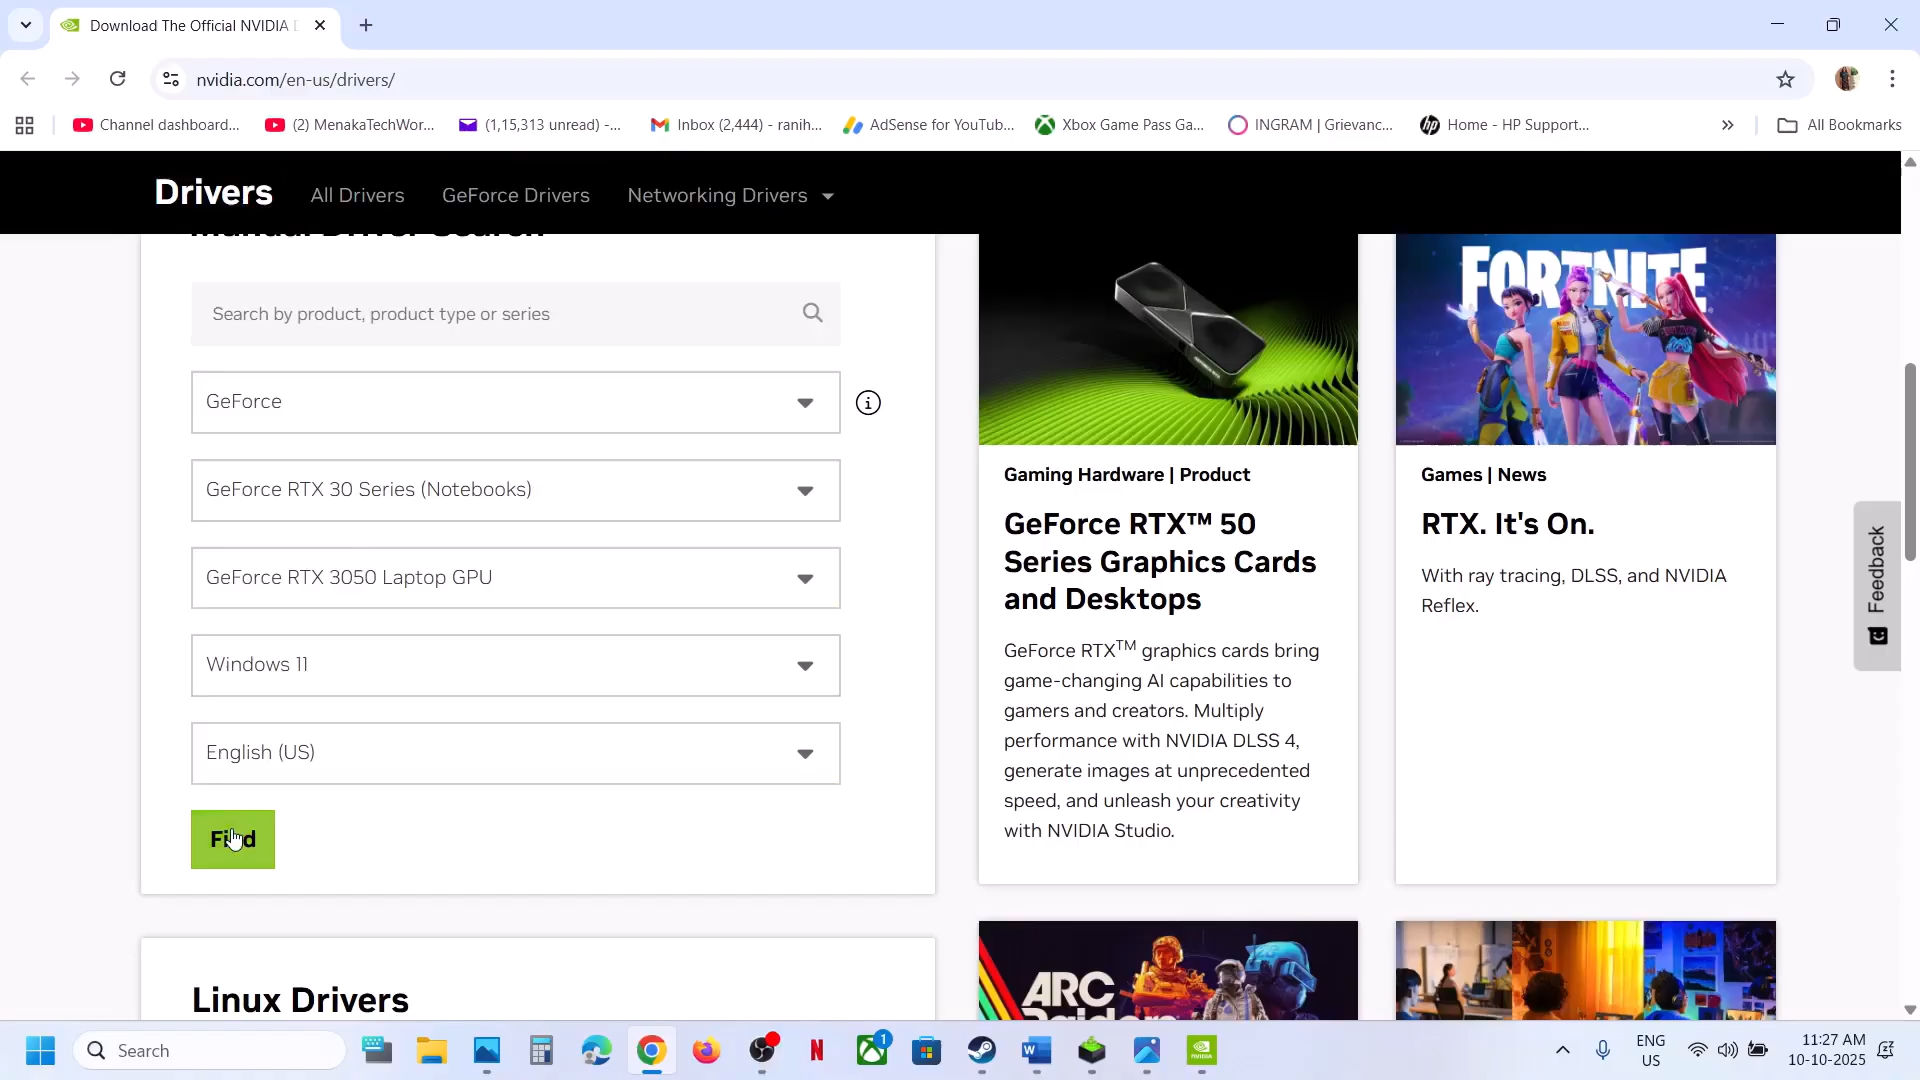 Download The Official NVIDIA D
nvidia.com/en-us/drivers/
Channel dashboard...
(2) MenakaTechWor...
(1,15,313 unread) -...
Inbox (2,444) - ranih...
AdSense for YouTub...
Xbox Game Pass Ga...
INGRAM | Grievanc...
Home - HP Support...
All Bookmarks
Drivers
All Drivers
GeForce Drivers
Networking Drivers
Manual Driver Search
Search by product, product type or series
GeForce
GeForce RTX 30 Series (Notebooks)
GeForce RTX 3050 Laptop GPU
Windows 11
English (US)
Find
Linux Drivers
Gaming Hardware | Product
GeForce RTX™ 50
Series Graphics Cards
and Desktops
GeForce RTX™ graphics cards bring
game-changing AI capabilities to
gamers and creators. Multiply
performance with NVIDIA DLSS 4,
generate images at unprecedented
speed, and unleash your creativity
with NVIDIA Studio.
FORTNITE
Games | News
RTX. It's On.
With ray tracing, DLSS, and NVIDIA
Reflex.
ARC
Raiders
Feedback
Search
1
ENG
US
11:27 AM
10-10-2025